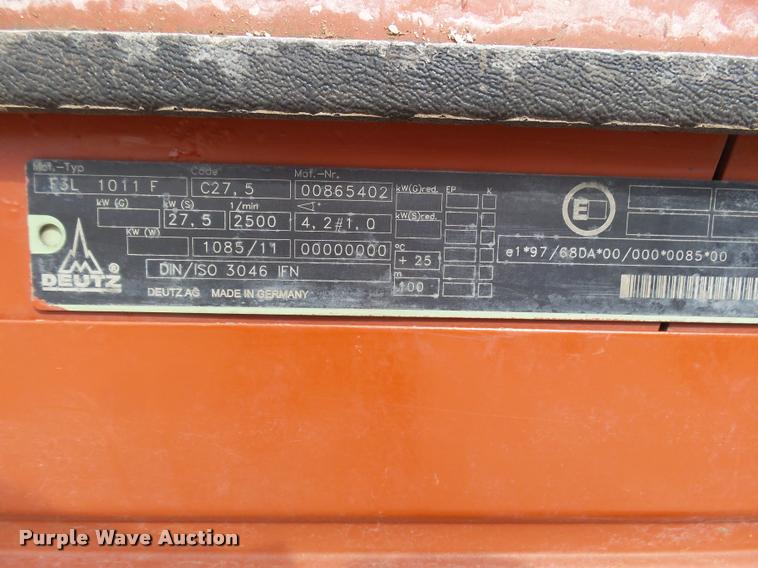 Mot.-Typ Code Mot.-Nr.
F3L 1011 F C27,5 00865402 kW(G)red. EP K
kW (G) kW (S) 1/min
27,5 2500 4,2#1,0 kW(S)red.
KW (W) 1085/11 00000000 °C + 25
DIN/ISO 3046 IFN m 100
DEUTZ ® DEUTZ AG MADE IN GERMANY
E
e1*97/68DA*00/000*0085*00
Purple Wave Auction